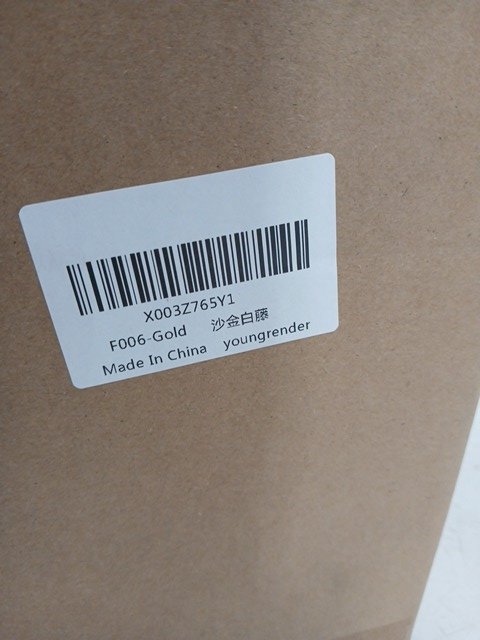 X003Z765Y1
F006-Gold 沙金白藤
Made In China youngrender